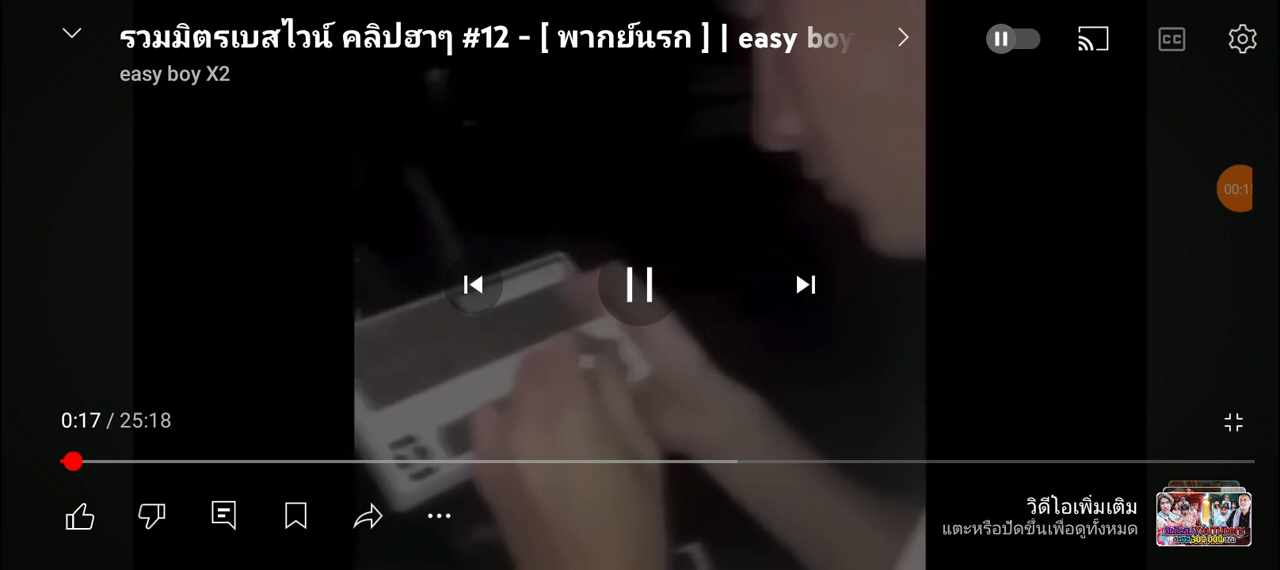 รวมมิตรเบสไวน์ คลิปฮาๆ #12 - [ พากย์นรก ] | easy boy
easy boy X2
CC
00:1
0:17 / 25:18
วิดีโอเพิ่มเติม
แตะหรือปัดขึ้นเพื่อดูทั้งหมด